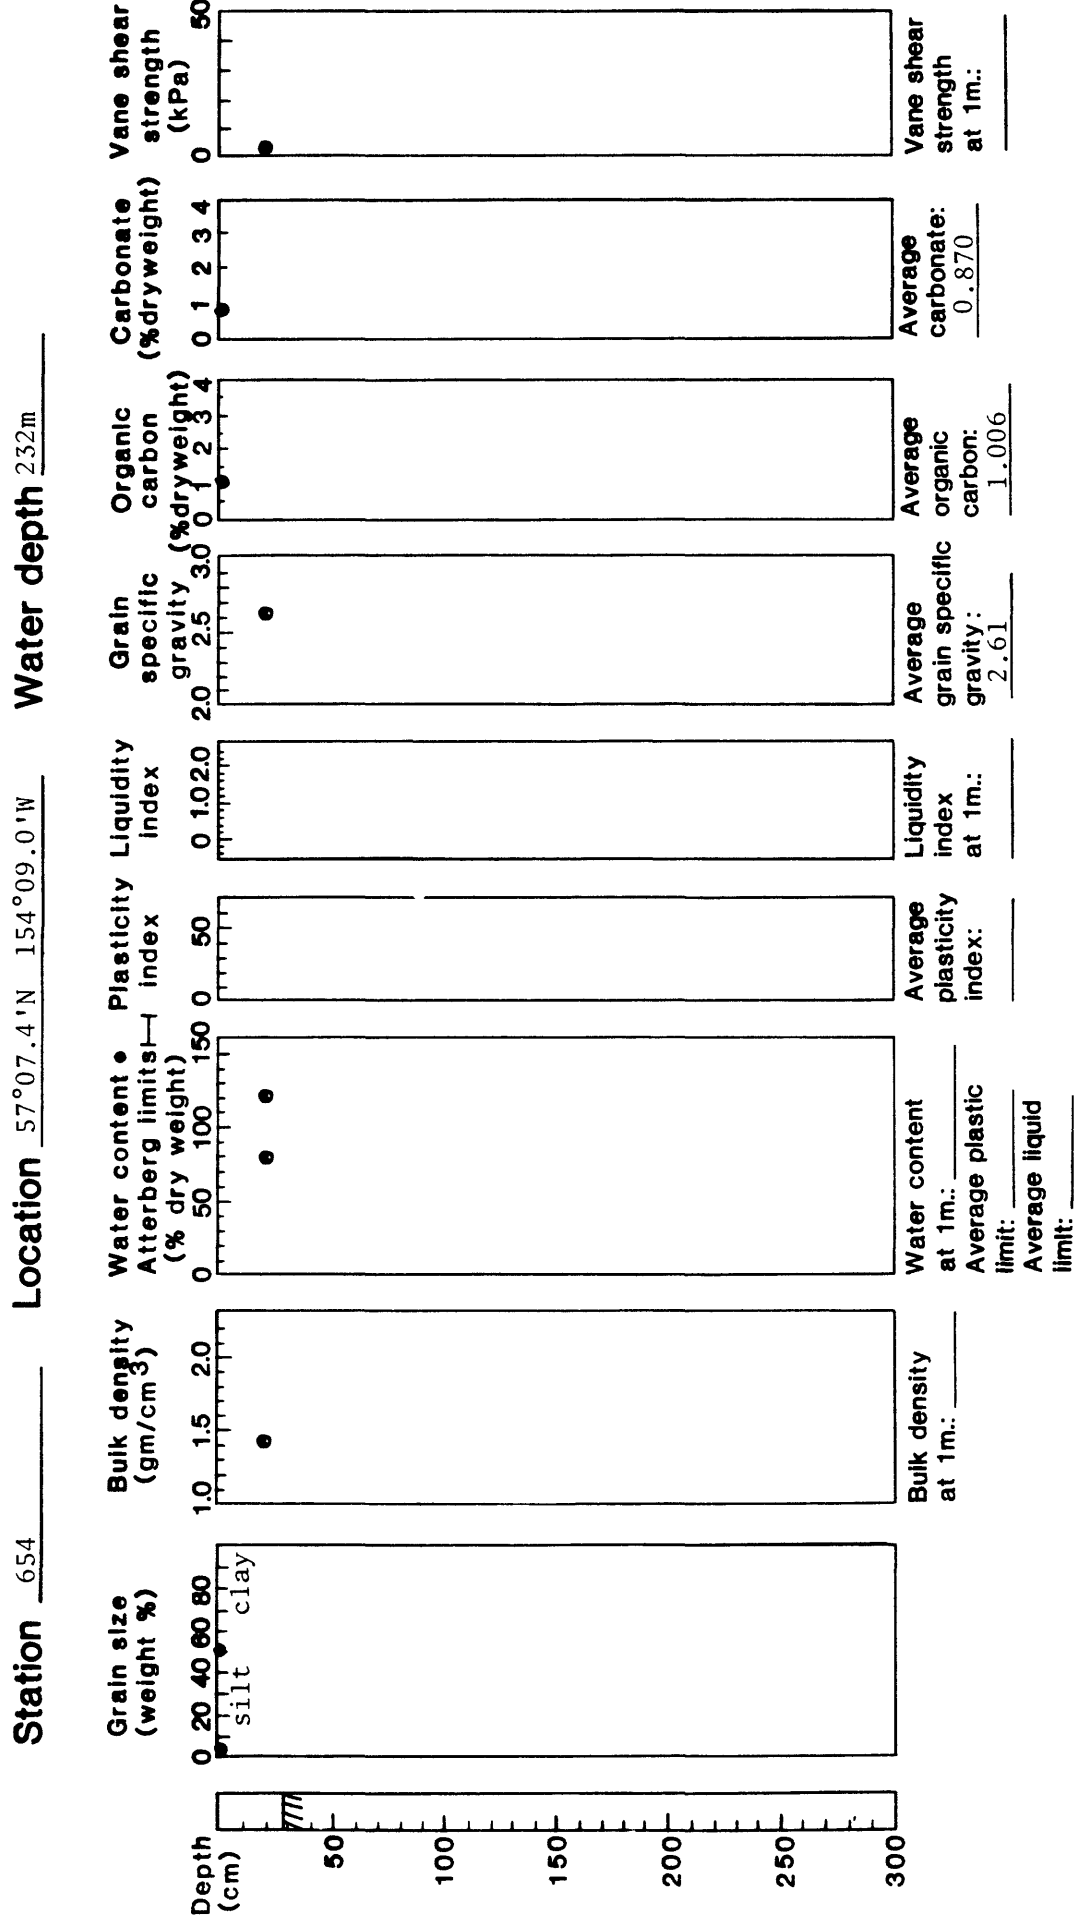 Station 654 Location 57°07.4'N 154°09.0'W Water depth 232m
Depth
(cm)
50
100
150
200
250
300
Grain size
(weight %)
0 20 40 60 80
silt clay
Bulk density
(gm/cm³)
1.0 1.5 2.0
Bulk density
at 1m.:
Water content •
Atterberg limits
(% dry weight)
0 50 100 150
Water content
at 1m.:
Average plastic
limit:
Average liquid
limit:
Plasticity
index
0 50
Average
plasticity
index:
Liquidity
index
0 1.0 2.0
Liquidity
index
at 1m.:
Grain
specific
gravity
2.0 2.5 3.0
Average
grain specific
gravity:
2.61
Organic
carbon
(%dryweight)
0 1 2 3 4
Average
organic
carbon:
1.006
Carbonate
(%dryweight)
0 1 2 3 4
Average
carbonate:
0.870
Vane shear
strength
(kPa)
0 50
Vane shear
strength
at 1m.: